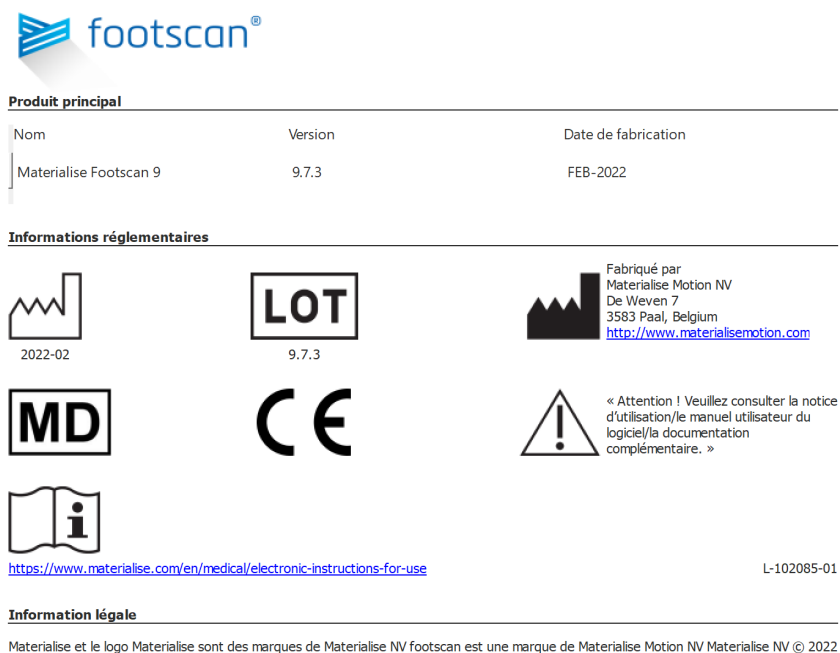 footscan®
Produit principal
Nom Version Date de fabrication
Materialise Footscan 9 9.7.3 FEB-2022
Informations réglementaires
LOT
2022-02 9.7.3
Fabriqué par
Materialise Motion NV
De Weven 7
3583 Paal, Belgium
http://www.materialisemotion.com
MD CE
« Attention ! Veuillez consulter la notice
d'utilisation/le manuel utilisateur du
logiciel/la documentation
complémentaire. »
i
https://www.materialise.com/en/medical/electronic-instructions-for-use L-102085-01
Information légale
Materialise et le logo Materialise sont des marques de Materialise NV footscan est une marque de Materialise Motion NV Materialise NV © 2022